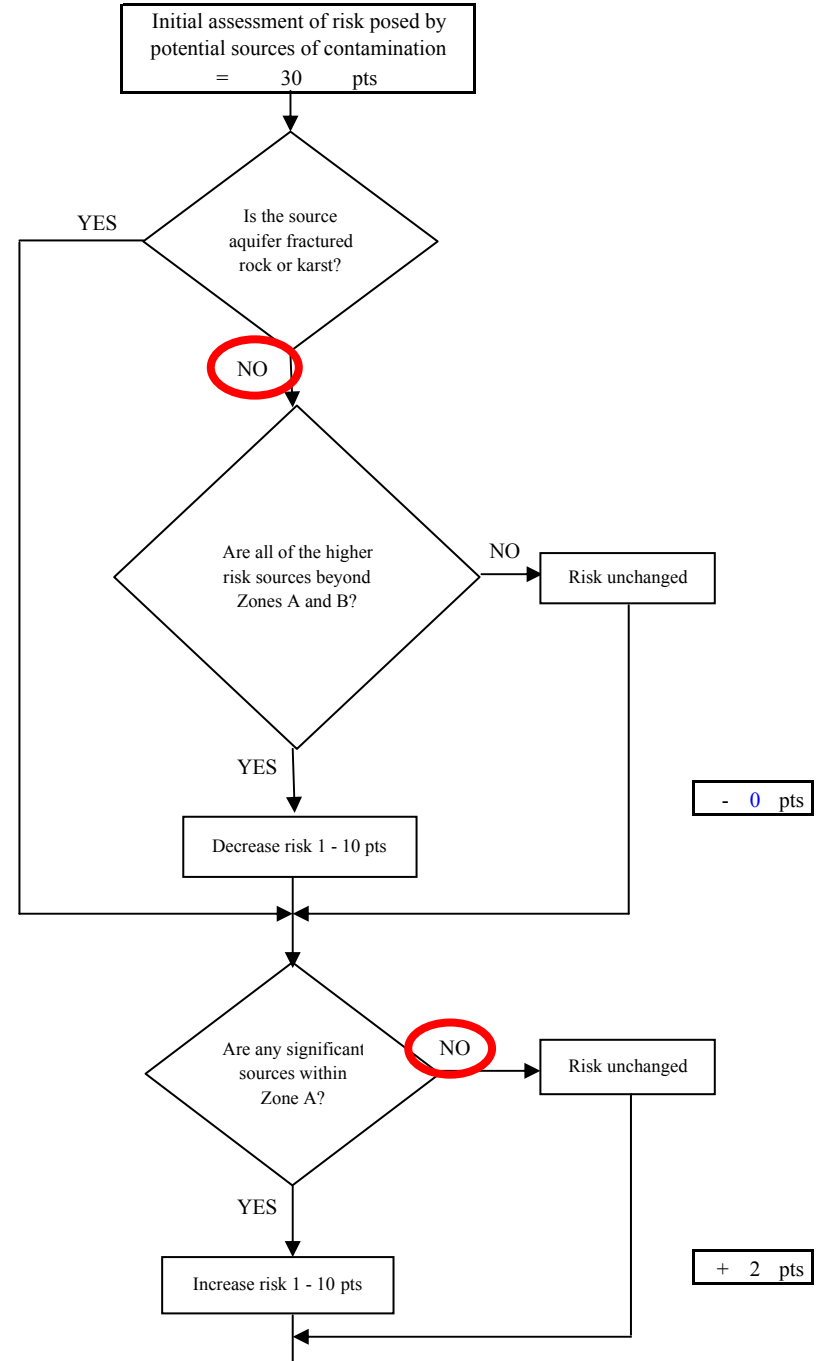 Initial assessment of risk posed by
potential sources of contamination
= 30 pts
YES
Is the source
aquifer fractured
rock or karst?
NO
Are all of the higher
risk sources beyond
Zones A and B?
NO
Risk unchanged
YES
- 0 pts
Decrease risk 1 - 10 pts
Are any significant
sources within
Zone A?
NO
Risk unchanged
YES
+ 2 pts
Increase risk 1 - 10 pts